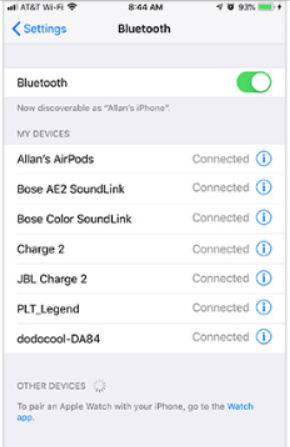 AT&T Wi-Fi 8:44 AM 93%
Settings Bluetooth
Bluetooth
Now discoverable as "Allan's iPhone".
MY DEVICES
Allan's AirPods Connected
Bose AE2 SoundLink Connected
Bose Color SoundLink Connected
Charge 2 Connected
JBL Charge 2 Connected
PLT_Legend Connected
dodocool-DA84 Connected
OTHER DEVICES
To pair an Apple Watch with your iPhone, go to the Watch
app.